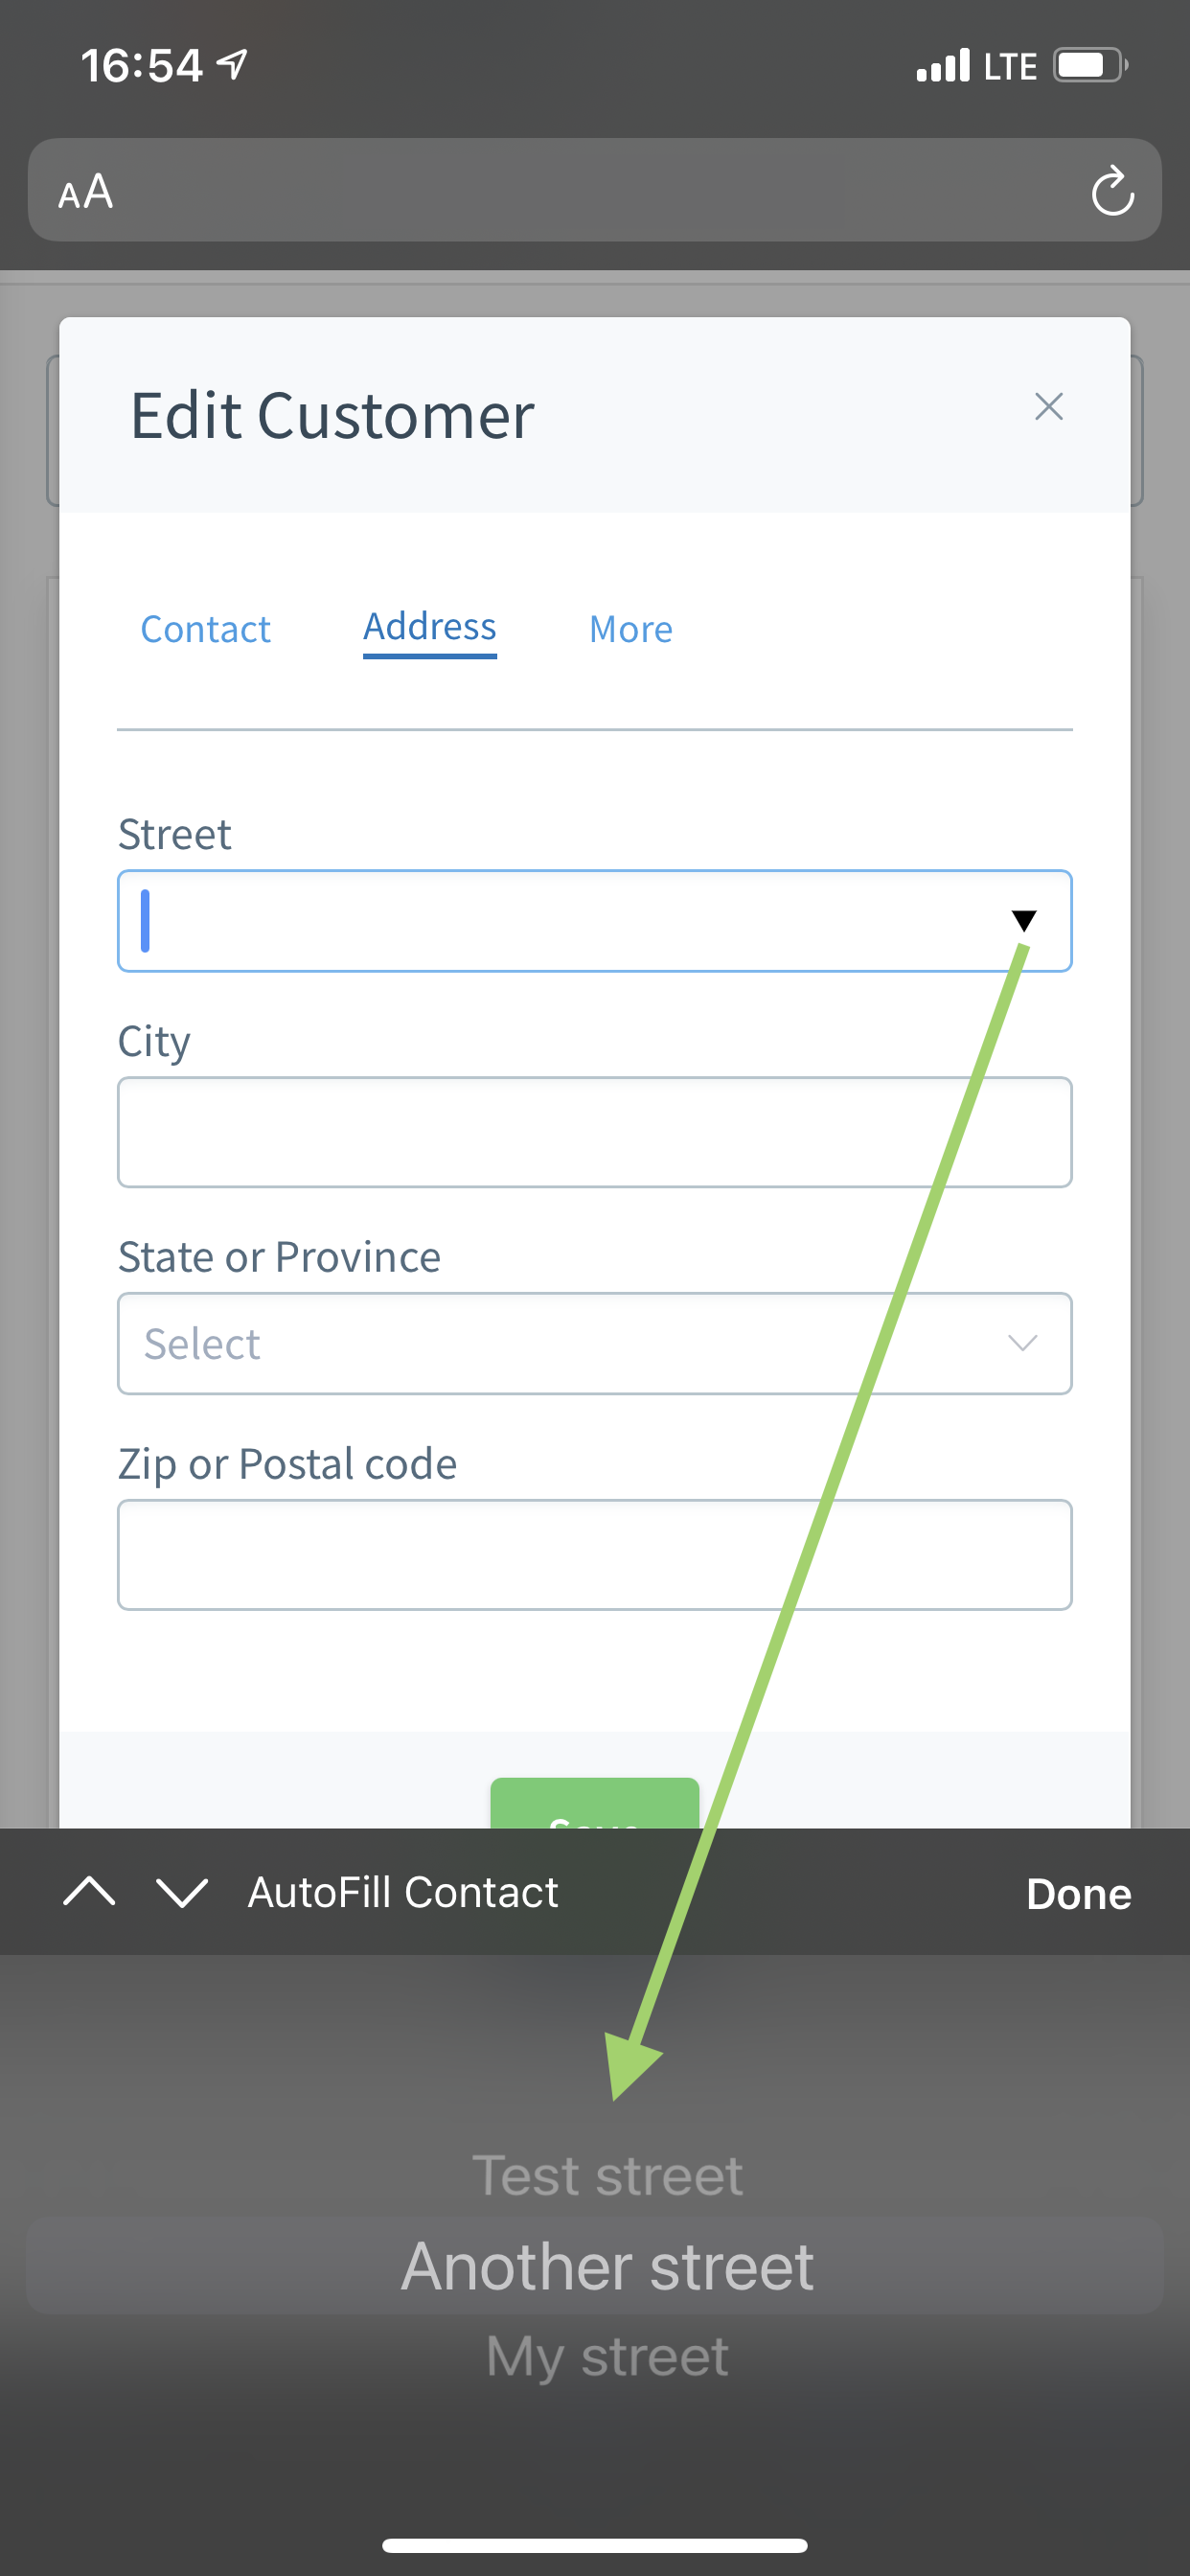 16:54 LTE
AA
Edit Customer
Contact Address More
Street
City
State or Province
Select
Zip or Postal code
AutoFill Contact Done
Test street
Another street
My street